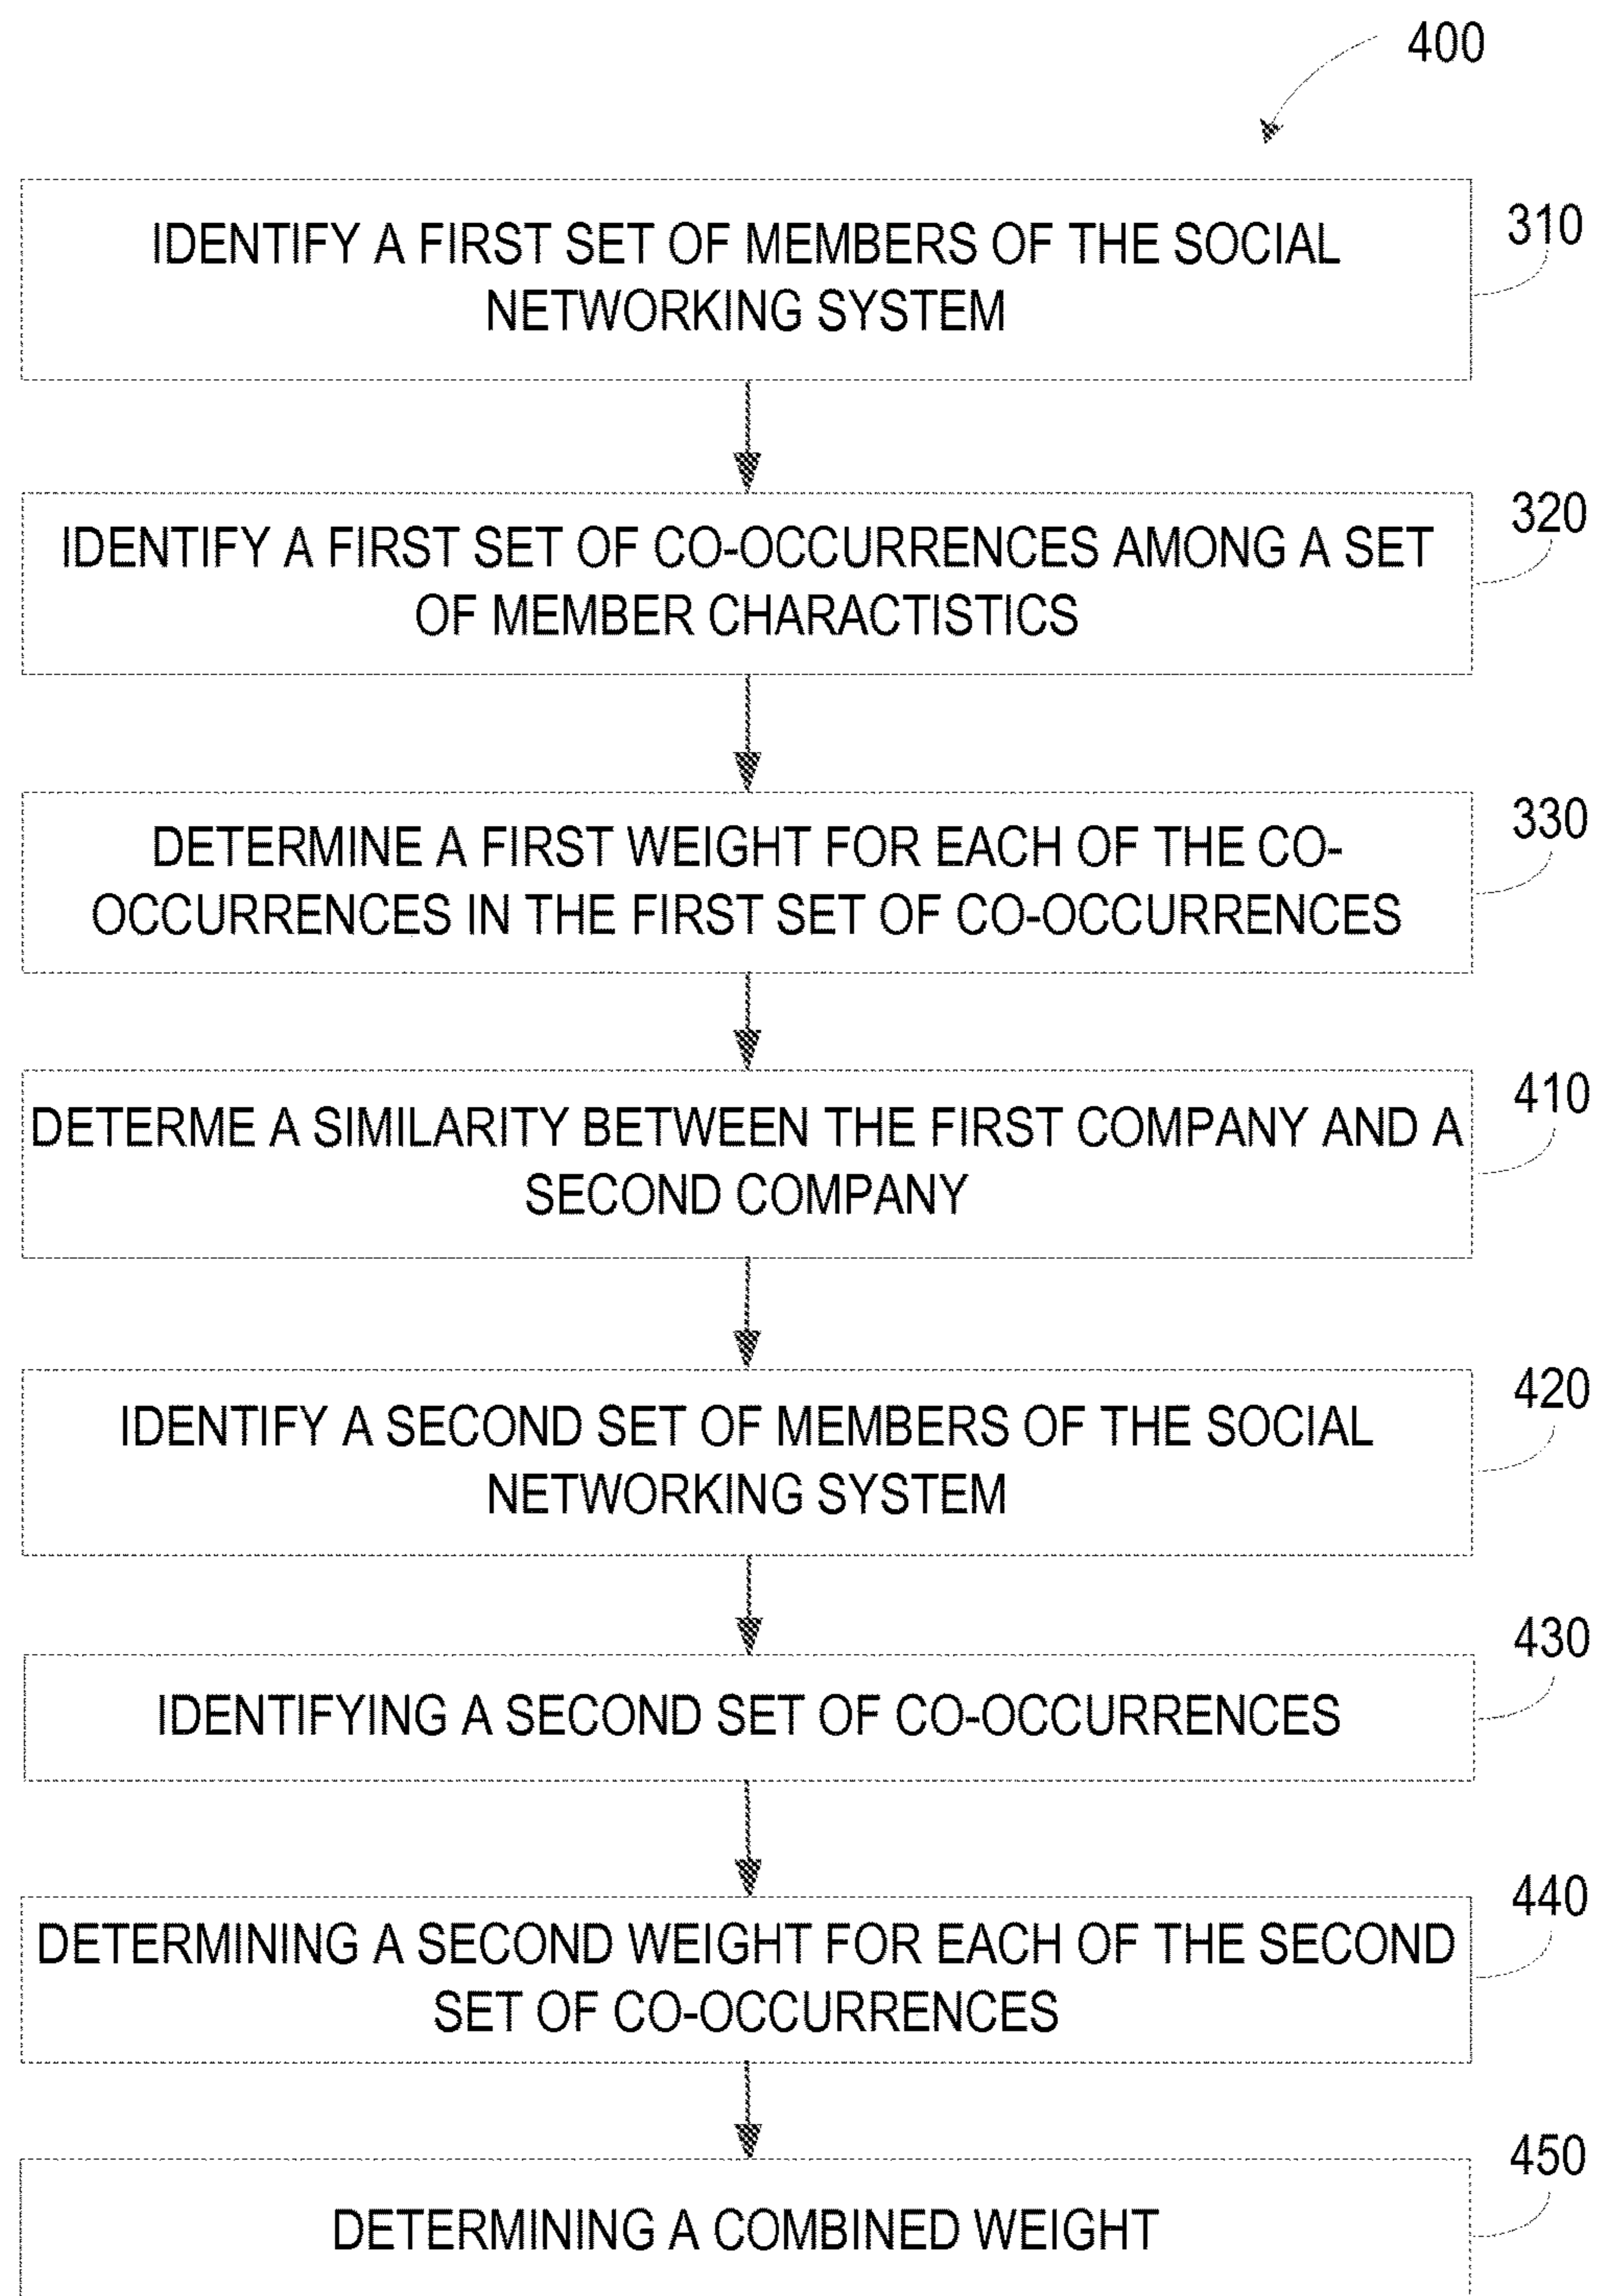 400
IDENTIFY A FIRST SET OF MEMBERS OF THE SOCIAL
NETWORKING SYSTEM
310
IDENTIFY A FIRST SET OF CO-OCCURRENCES AMONG A SET
OF MEMBER CHARACTISTICS
320
DETERMINE A FIRST WEIGHT FOR EACH OF THE CO-
OCCURRENCES IN THE FIRST SET OF CO-OCCURRENCES
330
DETERME A SIMILARITY BETWEEN THE FIRST COMPANY AND A
SECOND COMPANY
410
IDENTIFY A SECOND SET OF MEMBERS OF THE SOCIAL
NETWORKING SYSTEM
420
IDENTIFYING A SECOND SET OF CO-OCCURRENCES
430
DETERMINING A SECOND WEIGHT FOR EACH OF THE SECOND
SET OF CO-OCCURRENCES
440
DETERMINING A COMBINED WEIGHT
450